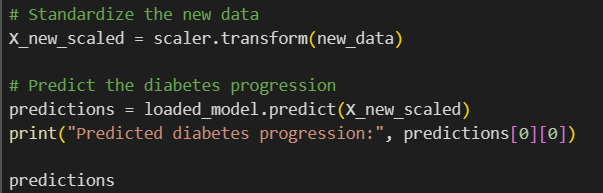 # Standardize the new data
X_new_scaled = scaler.transform(new_data)
# Predict the diabetes progression
predictions = loaded_model.predict(X_new_scaled)
print("Predicted diabetes progression:", predictions[0][0])
predictions